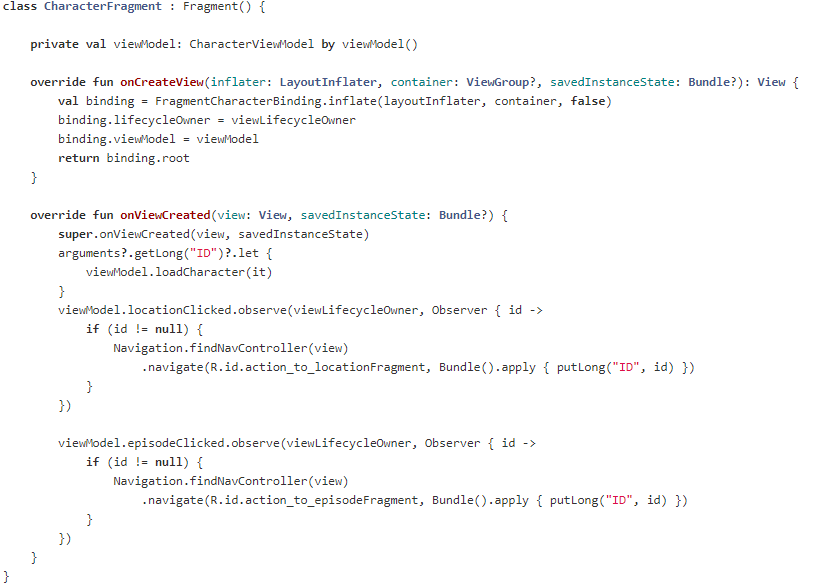 class CharacterFragment : Fragment() {
    private val viewModel: CharacterViewModel by viewModel()
    override fun onCreateView(inflater: LayoutInflater, container: ViewGroup?, savedInstanceState: Bundle?): View {
        val binding = FragmentCharacterBinding.inflate(layoutInflater, container, false)
        binding.lifecycleOwner = viewLifecycleOwner
        binding.viewModel = viewModel
        return binding.root
    }
    override fun onViewCreated(view: View, savedInstanceState: Bundle?) {
        super.onViewCreated(view, savedInstanceState)
        arguments?.getLong("ID")?.let {
            viewModel.loadCharacter(it)
        }
        viewModel.locationClicked.observe(viewLifecycleOwner, Observer { id ->
            if (id != null) {
                Navigation.findNavController(view)
                    .navigate(R.id.action_to_locationFragment, Bundle().apply { putLong("ID", id) })
            }
        })
        viewModel.episodeClicked.observe(viewLifecycleOwner, Observer { id ->
            if (id != null) {
                Navigation.findNavController(view)
                    .navigate(R.id.action_to_episodeFragment, Bundle().apply { putLong("ID", id) })
            }
        })
    }
}